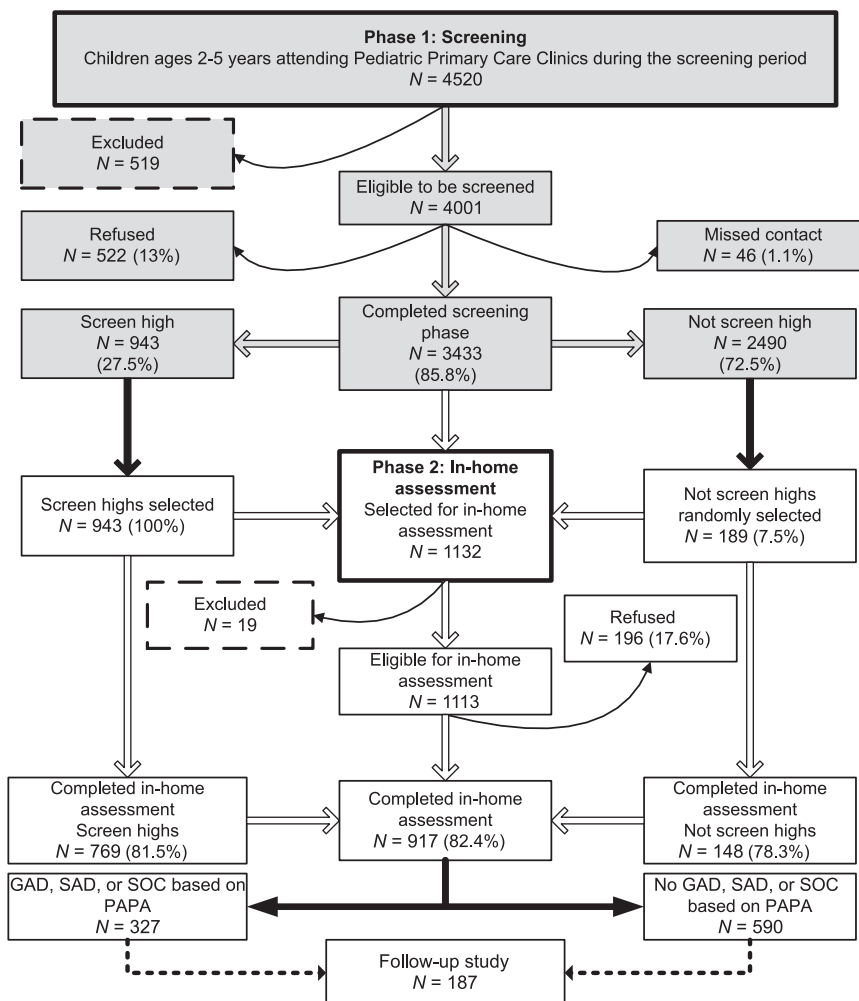 Phase 1: Screening
Children ages 2-5 years attending Pediatric Primary Care Clinics during the screening period
N = 4520
Excluded
N = 519
Eligible to be screened
N = 4001
Refused
N = 522 (13%)
Missed contact
N = 46 (1.1%)
Screen high
N = 943
(27.5%)
Completed screening
phase
N = 3433
(85.8%)
Not screen high
N = 2490
(72.5%)
Screen highs selected
N = 943 (100%)
Phase 2: In-home
assessment
Selected for in-home
assessment
N = 1132
Not screen highs
randomly selected
N = 189 (7.5%)
Excluded
N = 19
Refused
N = 196 (17.6%)
Eligible for in-home
assessment
N = 1113
Completed in-home
assessment
Screen highs
N = 769 (81.5%)
Completed in-home
assessment
N = 917 (82.4%)
Completed in-home
assessment
Not screen highs
N = 148 (78.3%)
GAD, SAD, or SOC based on
PAPA
N = 327
No GAD, SAD, or SOC
based on PAPA
N = 590
Follow-up study
N = 187